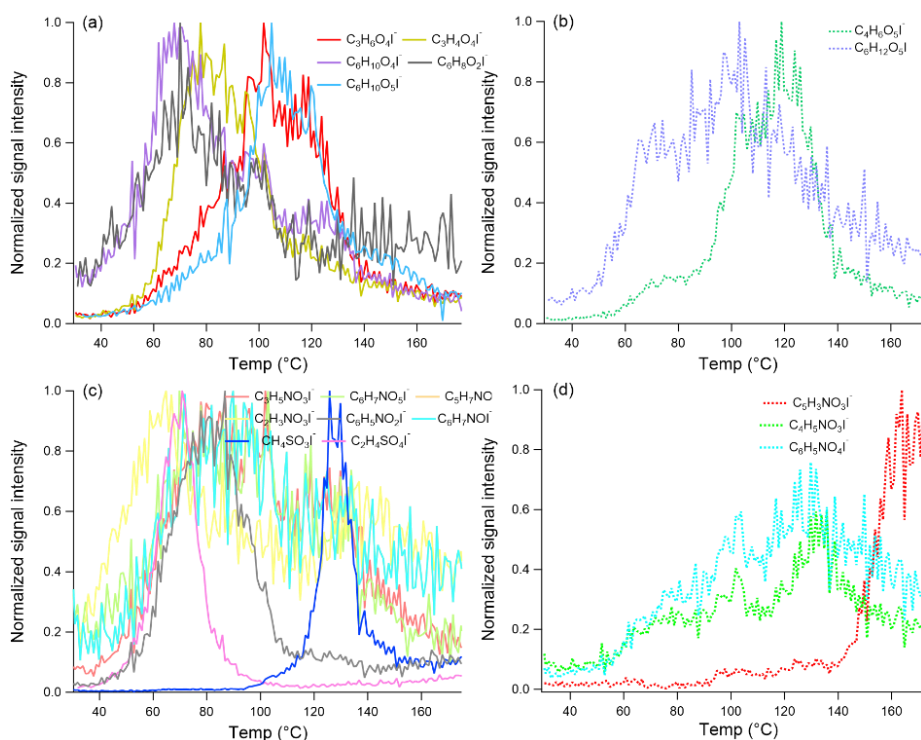 (a)
C3H6O4I- C3H4O4I-
C6H10O4I- C6H8O2I-
C6H10O5I
Normalized signal intensity
1.0
0.8
0.6
0.4
0.2
0.0
40 60 80 100 120 140 160
Temp (°C)
(b)
C4H6O5I-
C6H12O5I
Normalized signal intensity
1.0
0.8
0.6
0.4
0.2
0.0
40 60 80 100 120 140 160
Temp (°C)
(c)
C3H5NO3I- C6H7NO5I- C5H7NO
C2H3NO3I- C6H5NO2I- C6H7NOI-
CH4SO3I- C2H4SO4I-
Normalized signal intensity
1.0
0.8
0.6
0.4
0.2
0.0
40 60 80 100 120 140 160
Temp (°C)
(d)
C5H3NO3I-
C4H5NO3I-
C6H5NO4I-
Normalized signal intensity
1.0
0.8
0.6
0.4
0.2
0.0
40 60 80 100 120 140 160
Temp (°C)